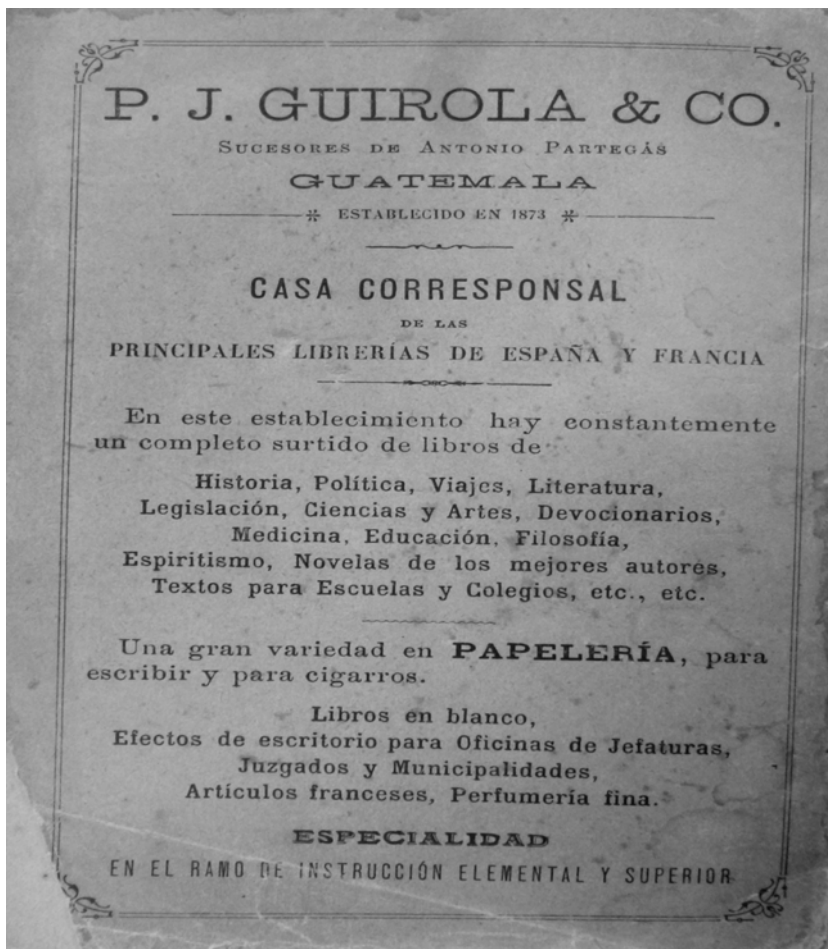 P. J. GUIROLA & CO.
SUCESORES DE ANTONIO PARTEGÁS
GUATEMALA
ESTABLECIDO EN 1873
CASA CORRESPONSAL
DE LAS
PRINCIPALES LIBRERÍAS DE ESPAÑA Y FRANCIA
En este establecimiento hay constantemente
un completo surtido de libros de
Historia, Política, Viajes, Literatura,
Legislación, Ciencias y Artes, Devocionarios,
Medicina, Educación, Filosofía,
Espiritismo, Novelas de los mejores autores,
Textos para Escuelas y Colegios, etc., etc.
Una gran variedad en PAPELERÍA, para
escribir y para cigarros.
Libros en blanco,
Efectos de escritorio para Oficinas de Jefaturas,
Juzgados y Municipalidades,
Artículos franceses, Perfumería fina.
ESPECIALIDAD
EN EL RAMO DE INSTRUCCIÓN ELEMENTAL Y SUPERIOR